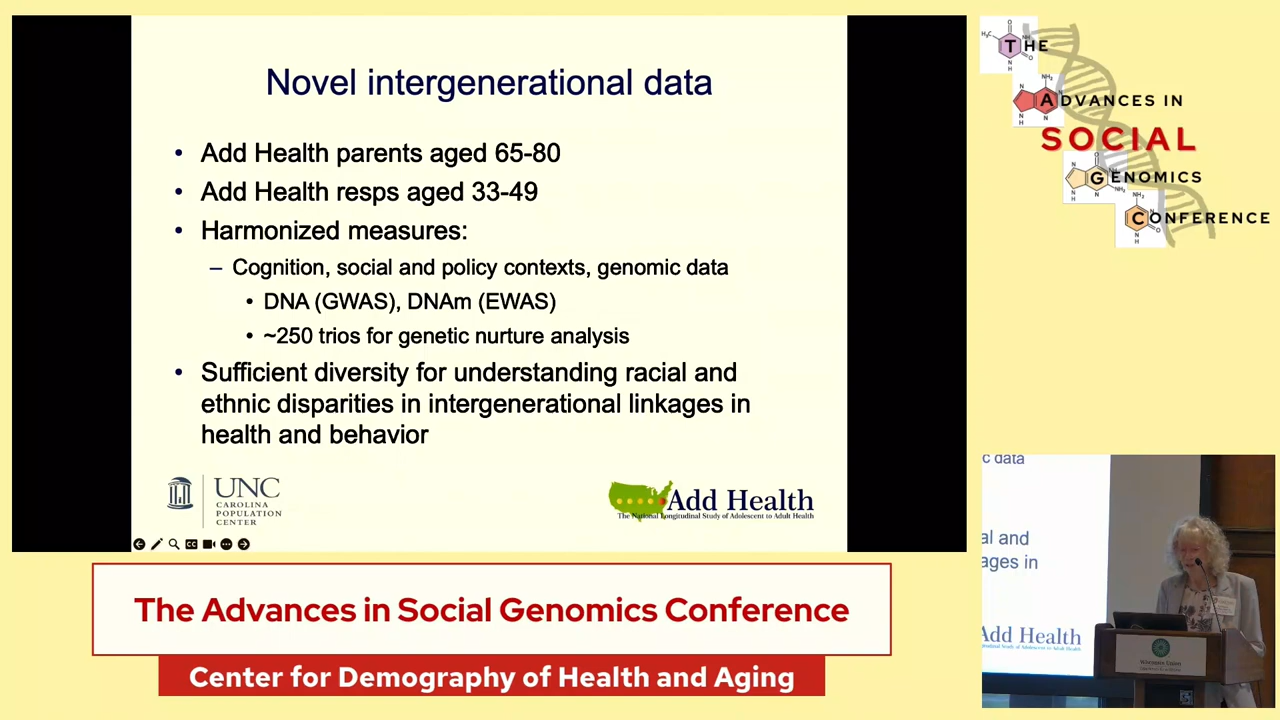 Novel intergenerational data
• Add Health parents aged 65-80
• Add Health resps aged 33-49
• Harmonized measures:
– Cognition, social and policy contexts, genomic data
• DNA (GWAS), DNAm (EWAS)
• ~250 trios for genetic nurture analysis
• Sufficient diversity for understanding racial and
ethnic disparities in intergenerational linkages in
health and behavior
UNC
CAROLINA
POPULATION
CENTER
Add Health
The National Longitudinal Study of Adolescent to Adult Health
THE
ADVANCES IN
SOCIAL
GENOMICS
CONFERENCE
c data
al and
ages in
Add Health
Wisconsin Union
The Advances in Social Genomics Conference
Center for Demography of Health and Aging